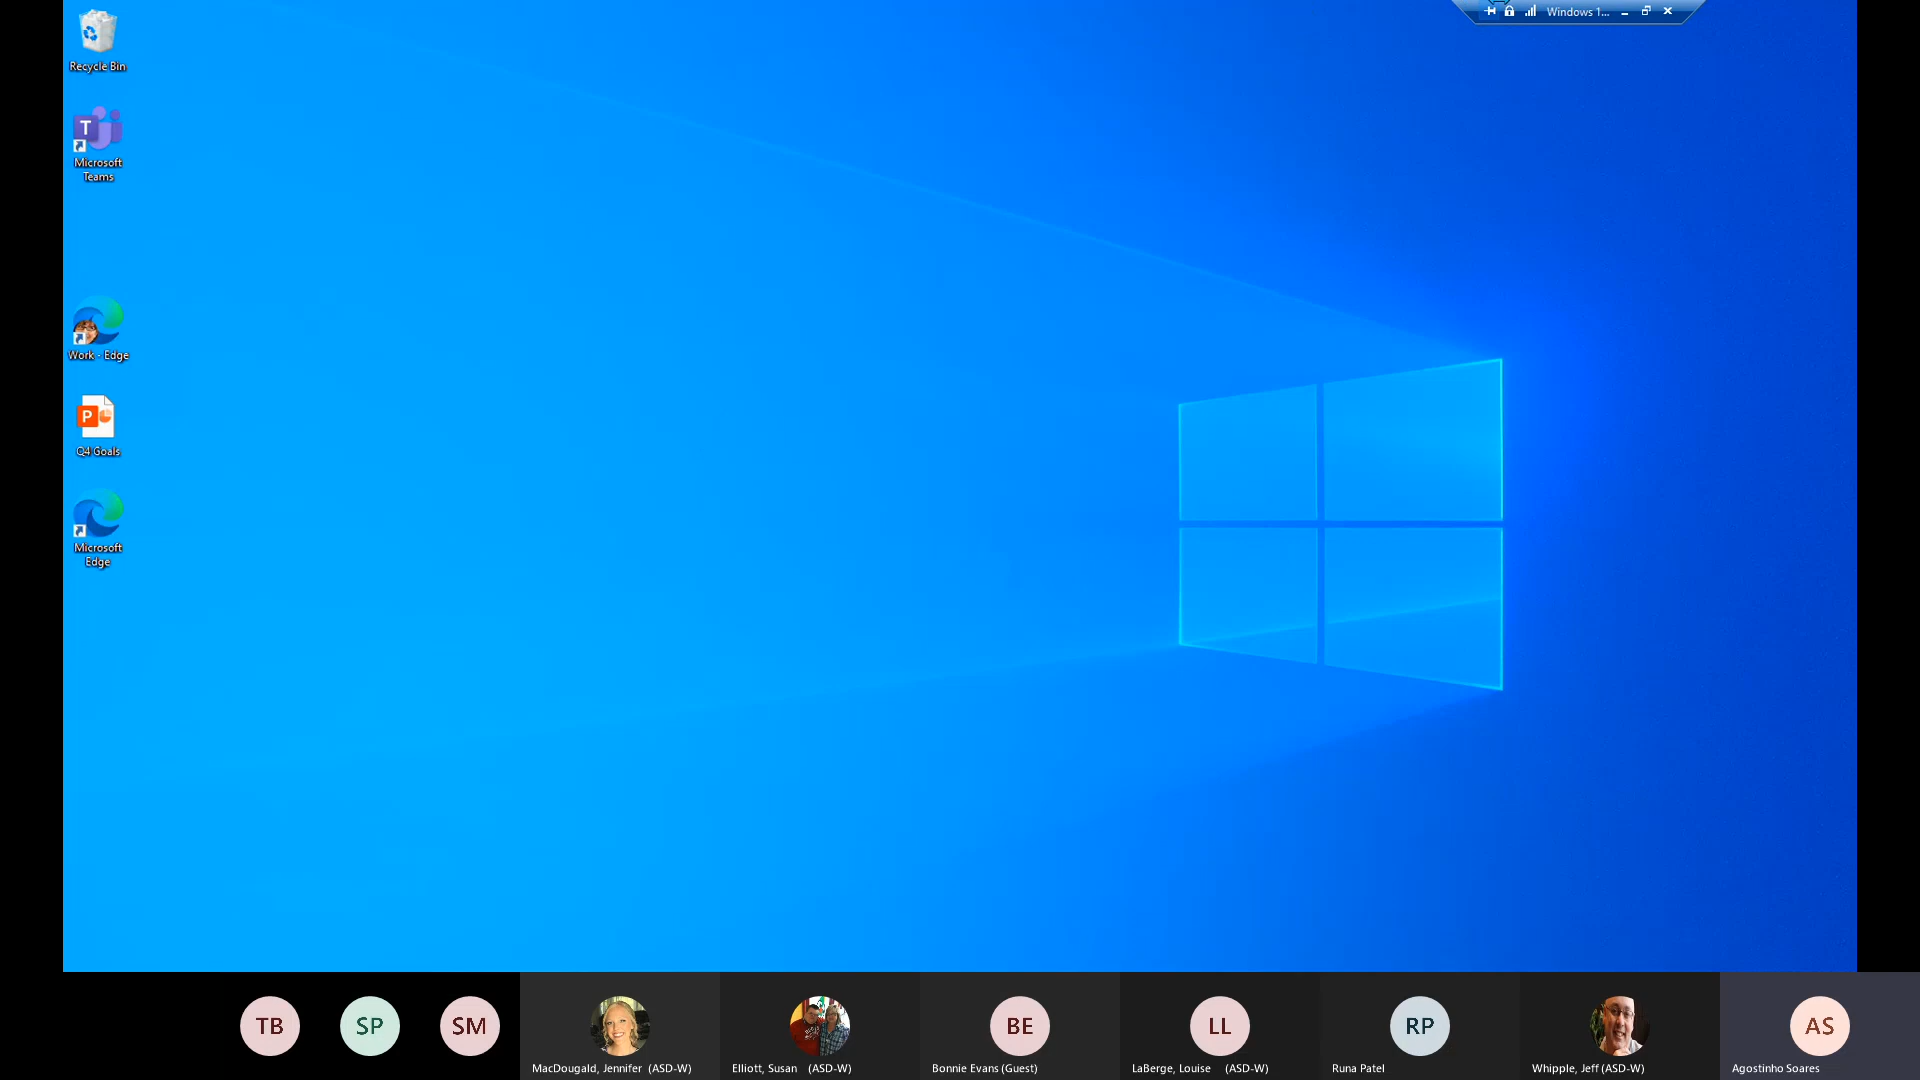 Windows 1...
Recycle Bin
T
Microsoft
Teams
Work - Edge
P
Q4 Goals
Microsoft
Edge
TB
SP
SM
BE
LL
RP
AS
MacDougald, Jennifer (ASD-W)
Elliott, Susan (ASD-W)
Bonnie Evans (Guest)
LaBerge, Louise (ASD-W)
Runa Patel
Whipple, Jeff (ASD-W)
Agostinho Soares